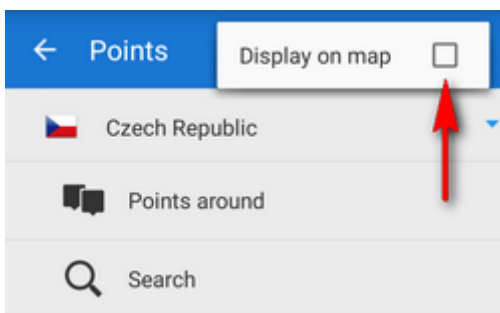 Points
Display on map
Czech Republic
Points around
Search